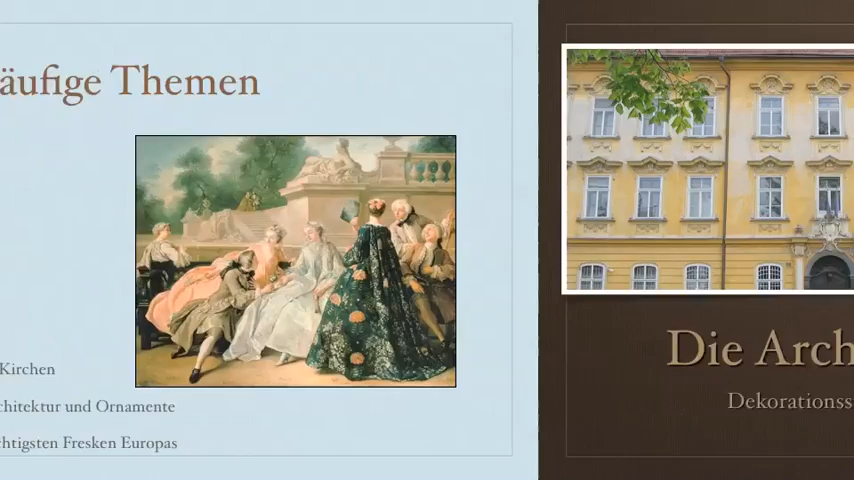 äufige Themen
Kirchen
chitektur und Ornamente
chtigsten Fresken Europas
Die Arch
Dekorationss